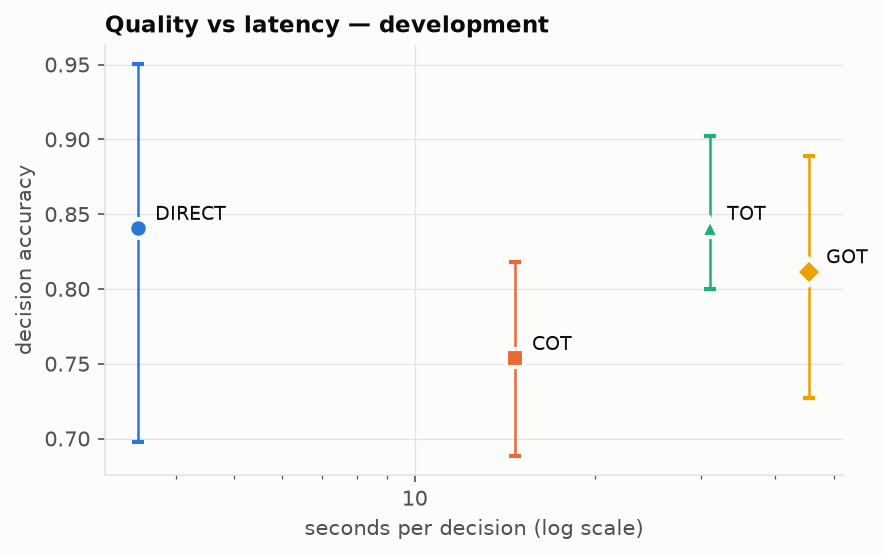 Quality vs latency — development
decision accuracy
0.95
0.90
0.85
0.80
0.75
0.70
DIRECT
COT
TOT
GOT
10
seconds per decision (log scale)